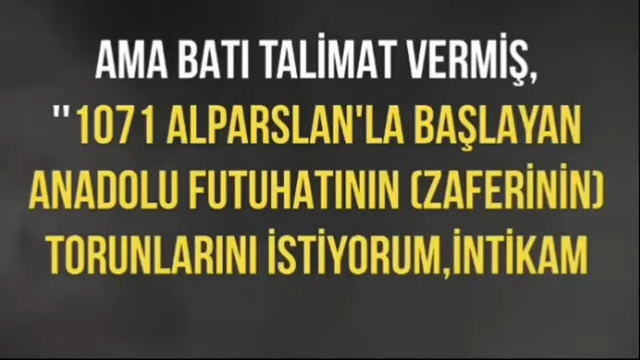 AMA BATI TALİMAT VERMİŞ,
"1071 ALPARSLAN'LA BAŞLAYAN
ANADOLU FUTUHATININ (ZAFERİNİN)
TORUNLARINI İSTİYORUM,İNTİKAM